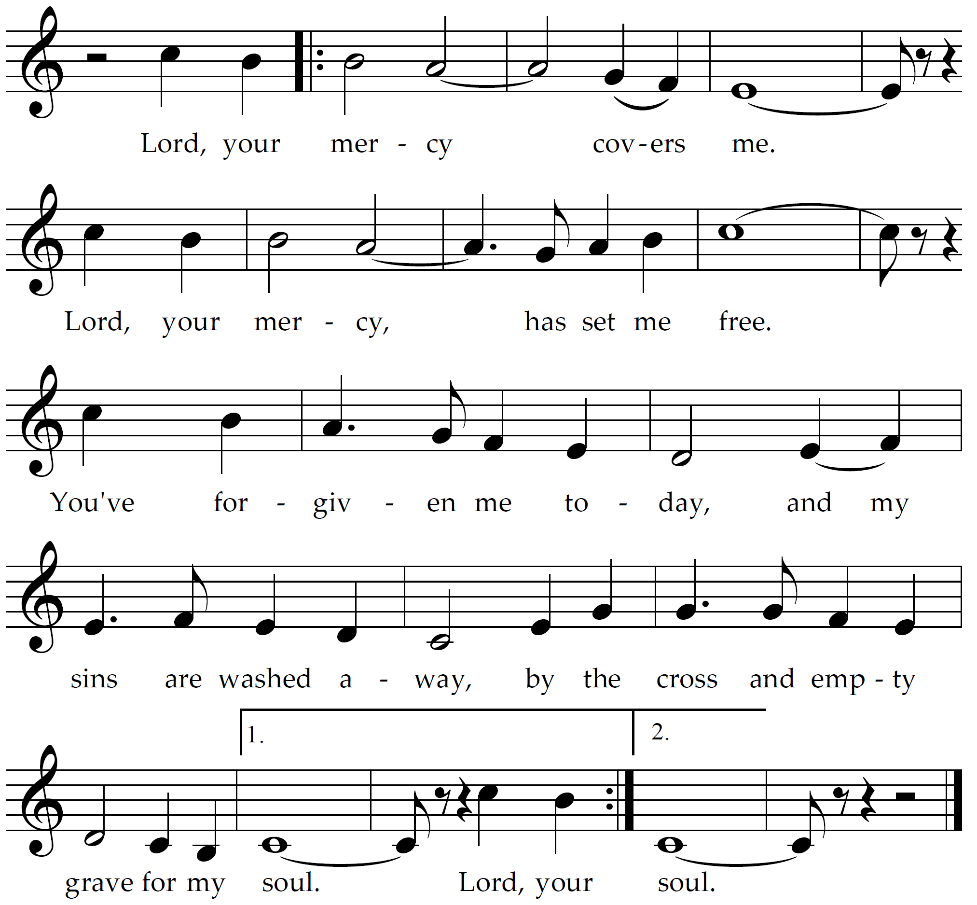 Lord, your mer - cy cov-ers me.
Lord, your mer - cy, has set me free.
You've for - giv - en me to - day, and my
sins are washed a - way, by the cross and emp - ty
1. 2.
grave for my soul. Lord, your soul.